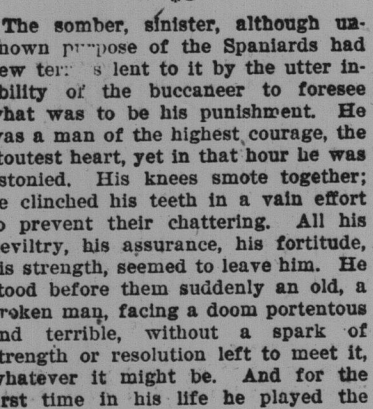 The somber, sinister, although un-
nown purpose of the Spaniards had
ew lent to it by the utter in-
bility of the buccaneer to foresee
hat was to be his punishment. He
as a man of the highest courage, the
toutest heart, yet in that hour he was
stonied. His knees smote together;
e clinched his teeth in a vain effort
o prevent their chattering. All his
eviltry, his assurance, his fortitude,
is strength, seemed to leave him. He
tood before them suddenly an old, a
roken man, facing a doom portentous
nd terrible, without a spark of
trength or resolution left to meet it,
hatever it might be. And for the
rst time in his life he played the